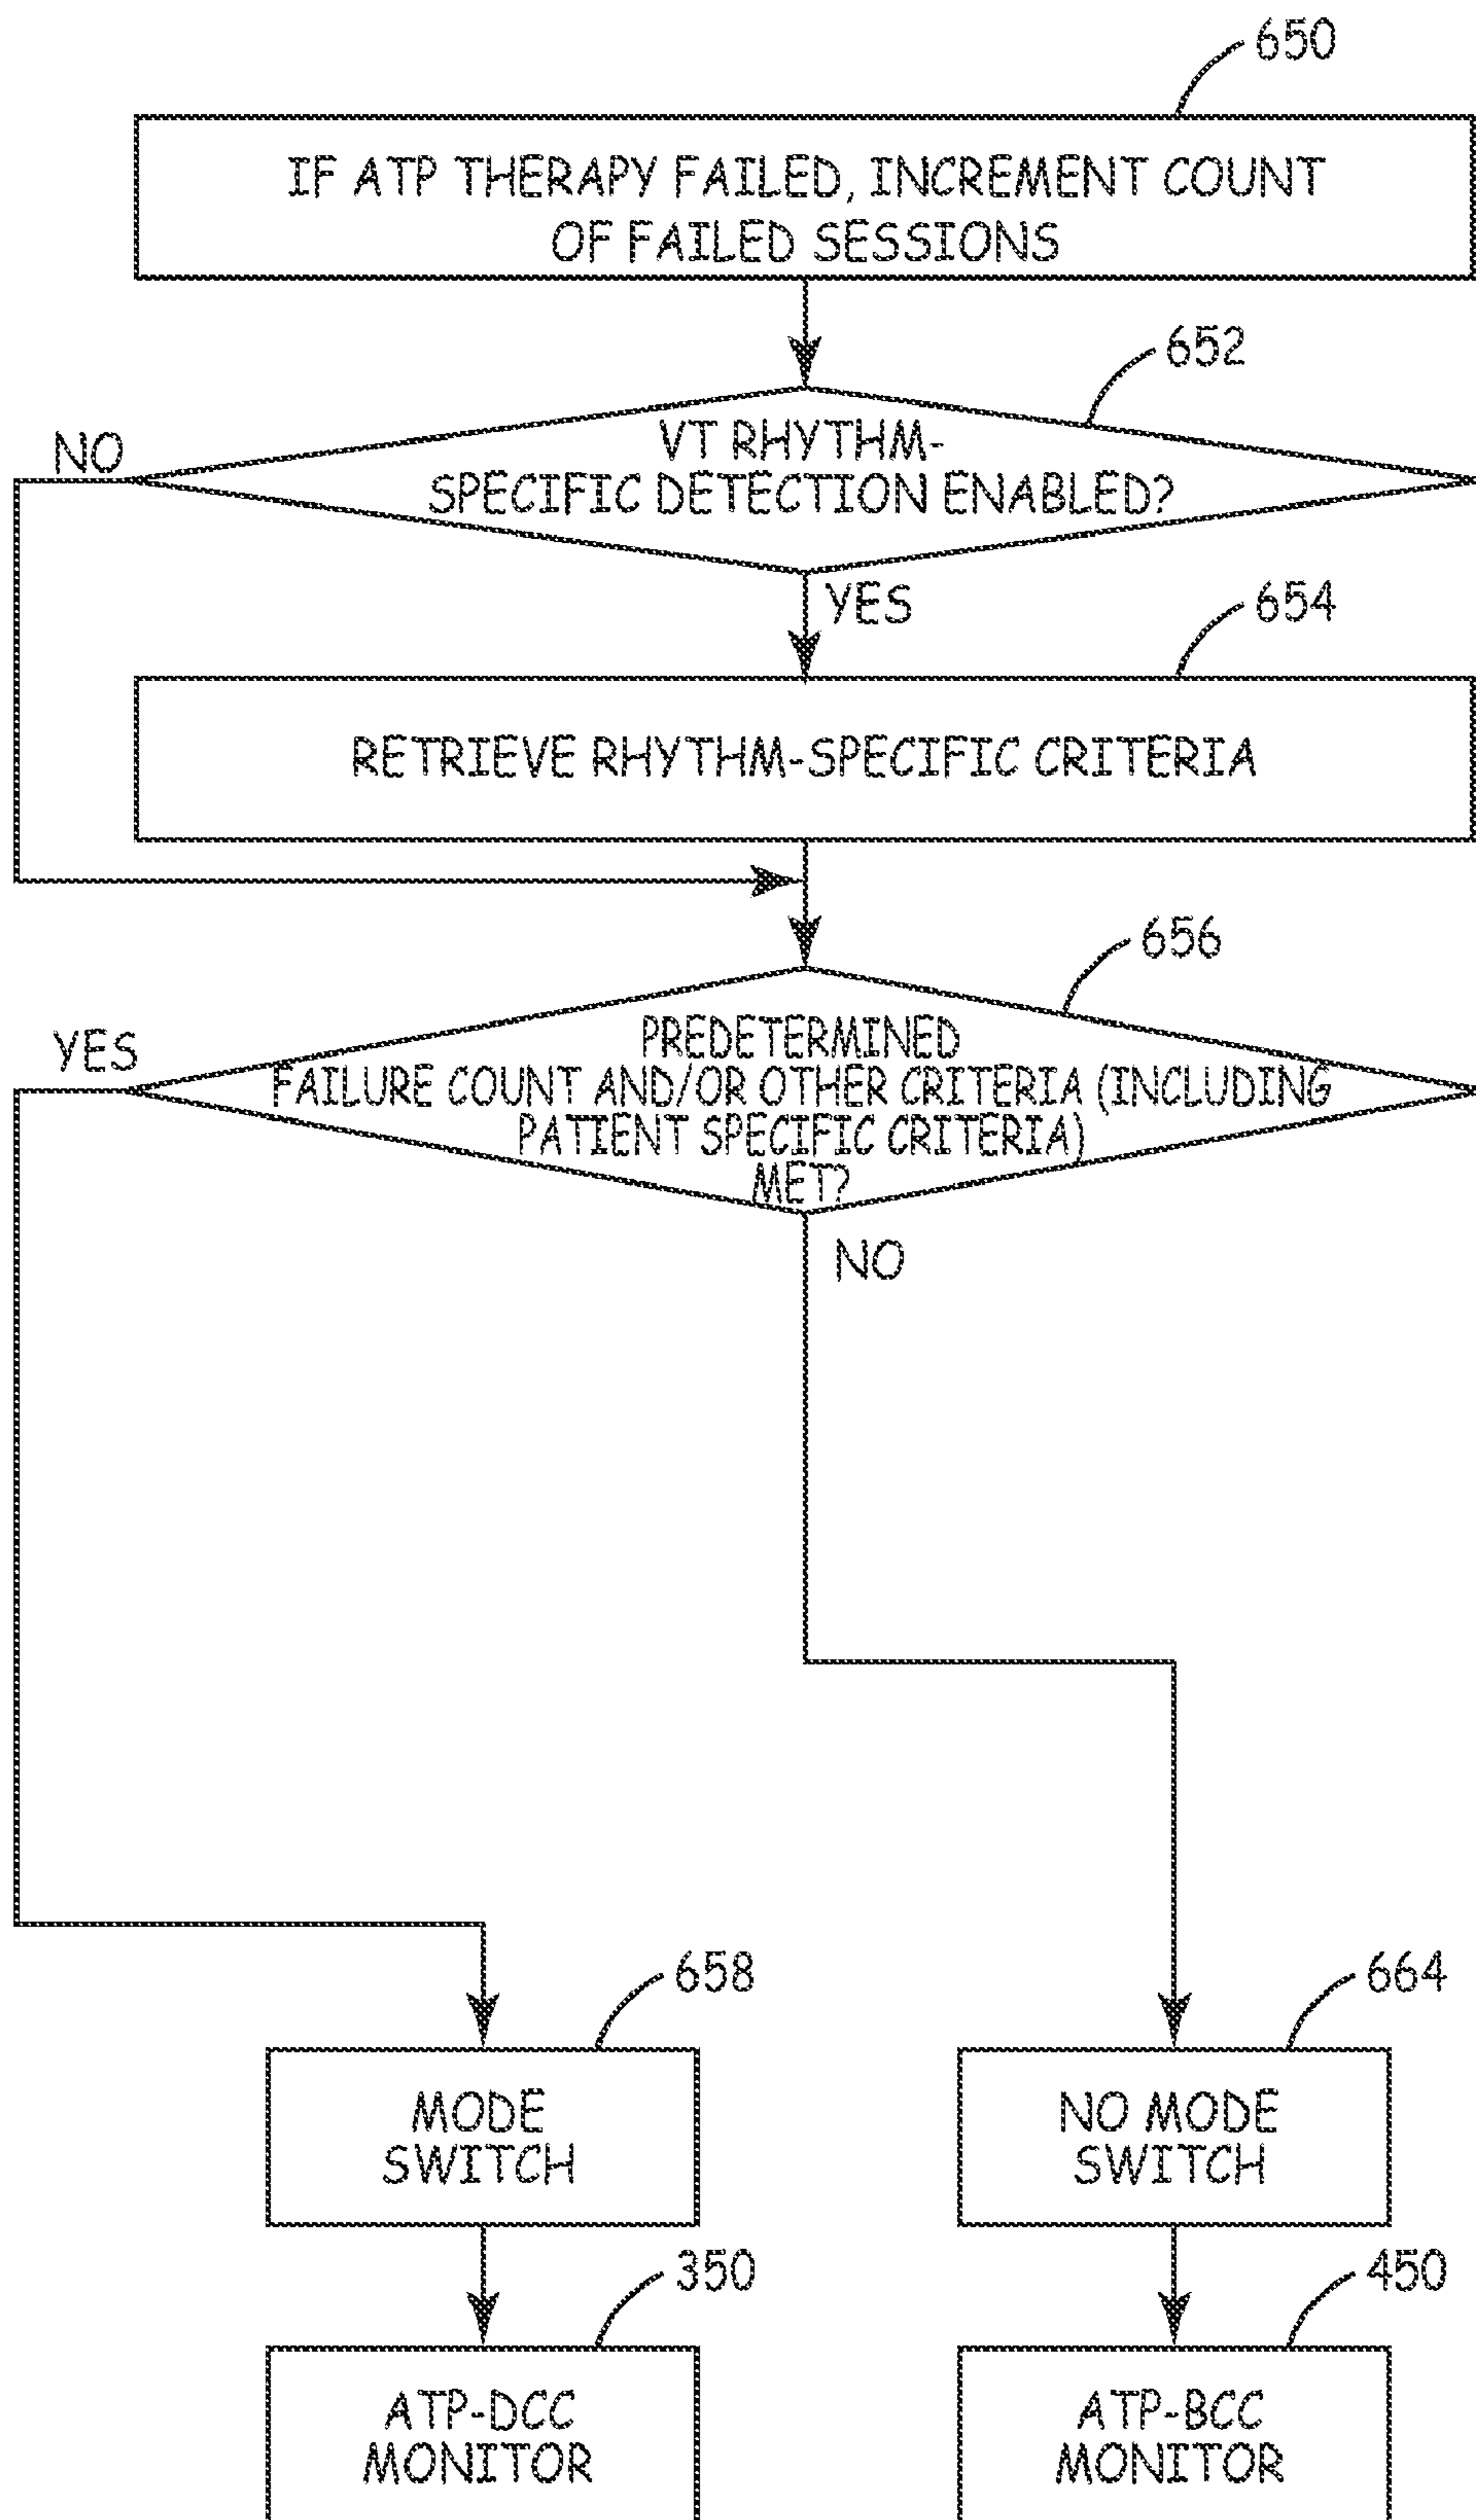 650
IF ATP THERAPY FAILED, INCREMENT COUNT
OF FAILED SESSIONS
652
NO
VT RHYTHM-
SPECIFIC DETECTION ENABLED?
YES
654
RETRIEVE RHYTHM-SPECIFIC CRITERIA
656
YES
PREDETERMINED
FAILURE COUNT AND/OR OTHER CRITERIA (INCLUDING
PATIENT SPECIFIC CRITERIA)
MET?
NO
658
664
MODE
SWITCH
NO MODE
SWITCH
350
450
ATP-DCC
MONITOR
ATP-BCC
MONITOR